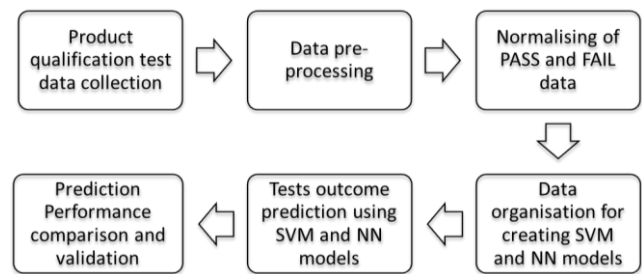 Product
qualification test
data collection
Data pre-
processing
Normalising of
PASS and FAIL
data
Data
organisation for
creating SVM
and NN models
Tests outcome
prediction using
SVM and NN
models
Prediction
Performance
comparison and
validation